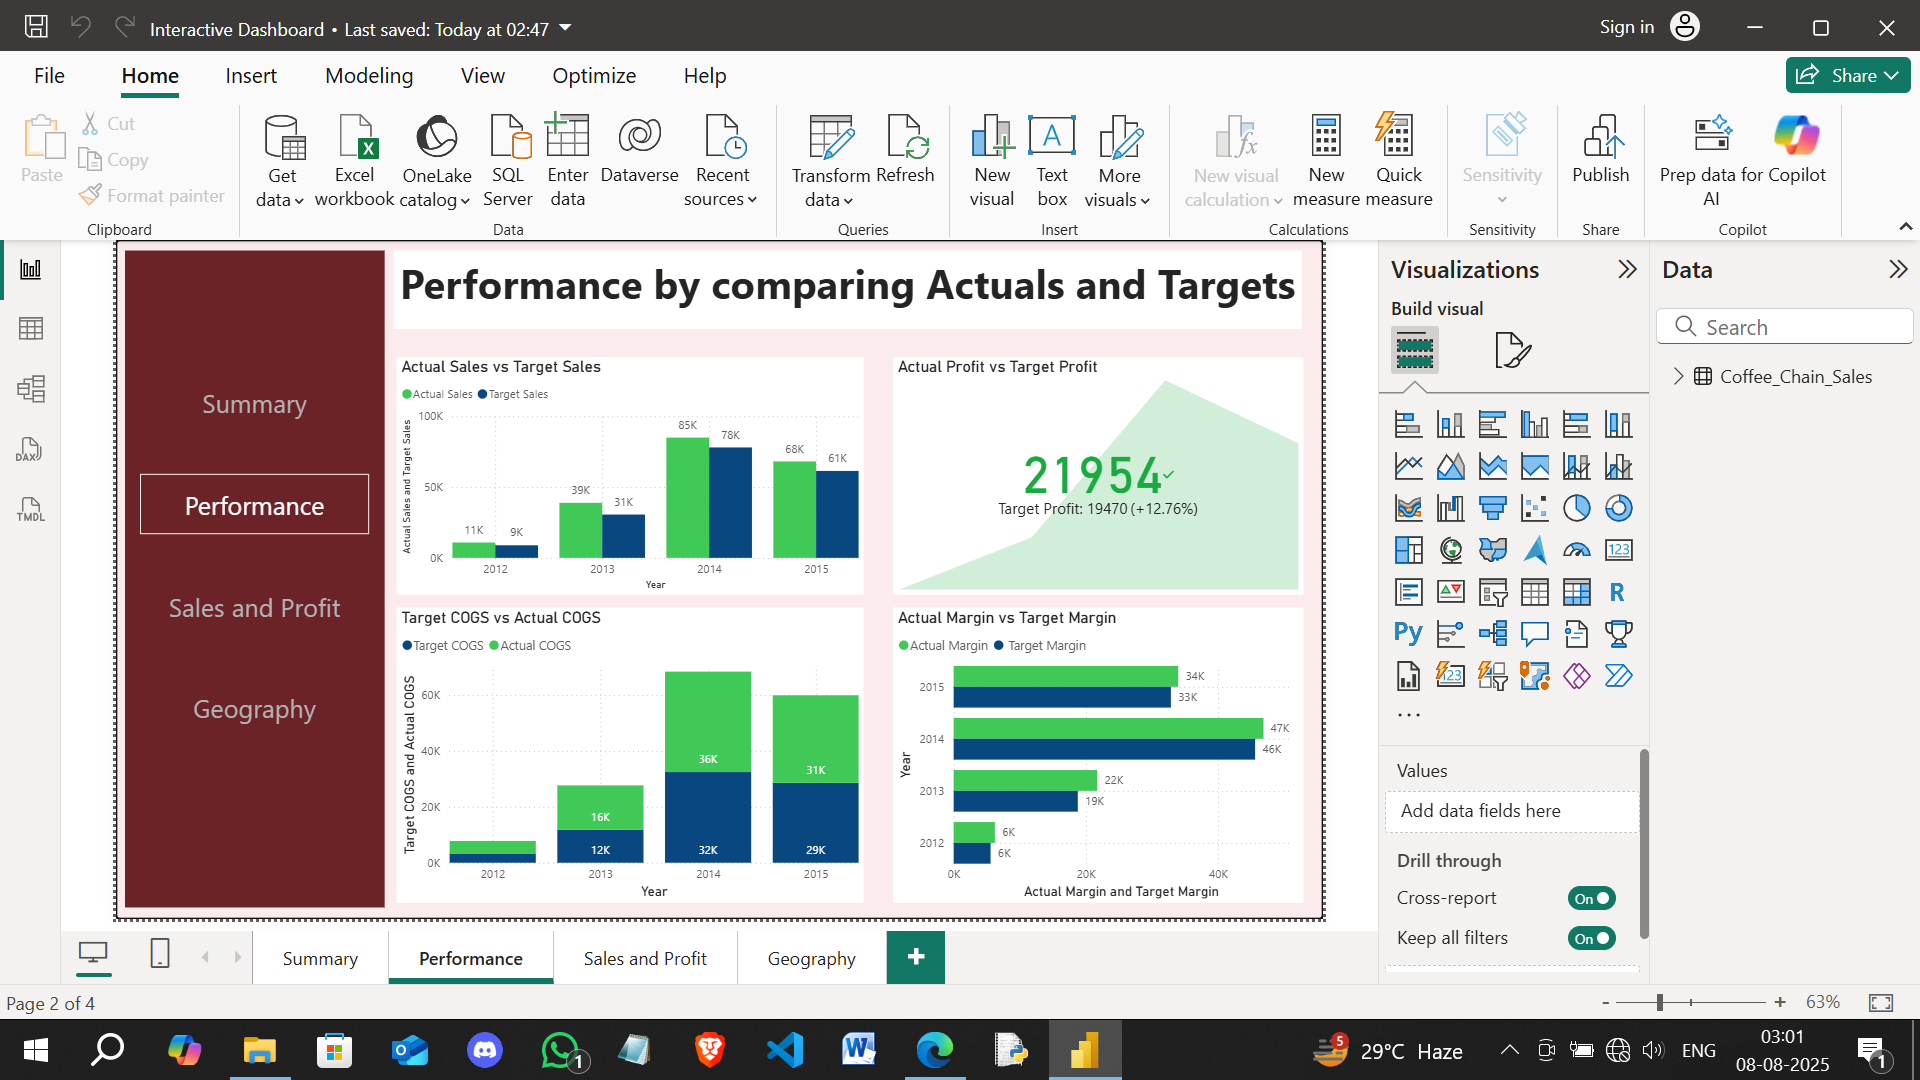 Interactive Dashboard • Last saved: Today at 02:47
Sign in
File Home Insert Modeling View Optimize Help
Share
Paste
Cut
Copy
Format painter
Clipboard
Get data
Excel workbook
OneLake catalog
SQL Server
Enter data
Dataverse
Recent sources
Data
Transform data
Refresh
Queries
New visual
Text box
More visuals
Insert
New visual calculation
New measure
Quick measure
Calculations
Sensitivity
Sensitivity
Publish
Share
Prep data for AI
Copilot
Copilot
DAX
TMDL
Summary
Performance
Sales and Profit
Geography
Performance by comparing Actuals and Targets
Actual Sales vs Target Sales
Actual Sales Target Sales
Actual Sales and Target Sales
100K
50K
0K
11K 9K
39K 31K
85K 78K
68K 61K
2012 2013 2014 2015
Year
Actual Profit vs Target Profit
21954
Target Profit: 19470 (+12.76%)
Target COGS vs Actual COGS
Target COGS Actual COGS
Target COGS and Actual COGS
60K
40K
20K
0K
16K
12K
36K
32K
31K
29K
2012 2013 2014 2015
Year
Actual Margin vs Target Margin
Actual Margin Target Margin
Year
2015 34K
33K
2014 47K
46K
2013 22K
19K
2012 6K
6K
0K 20K 40K
Actual Margin and Target Margin
Visualizations
Build visual
123
R
Py
123
...
Values
Add data fields here
Drill through
Cross-report On
Keep all filters On
Data
Search
Coffee_Chain_Sales
Summary Performance Sales and Profit Geography +
Page 2 of 4
- + 63%
1
5
29°C Haze
ENG
03:01
08-08-2025
1